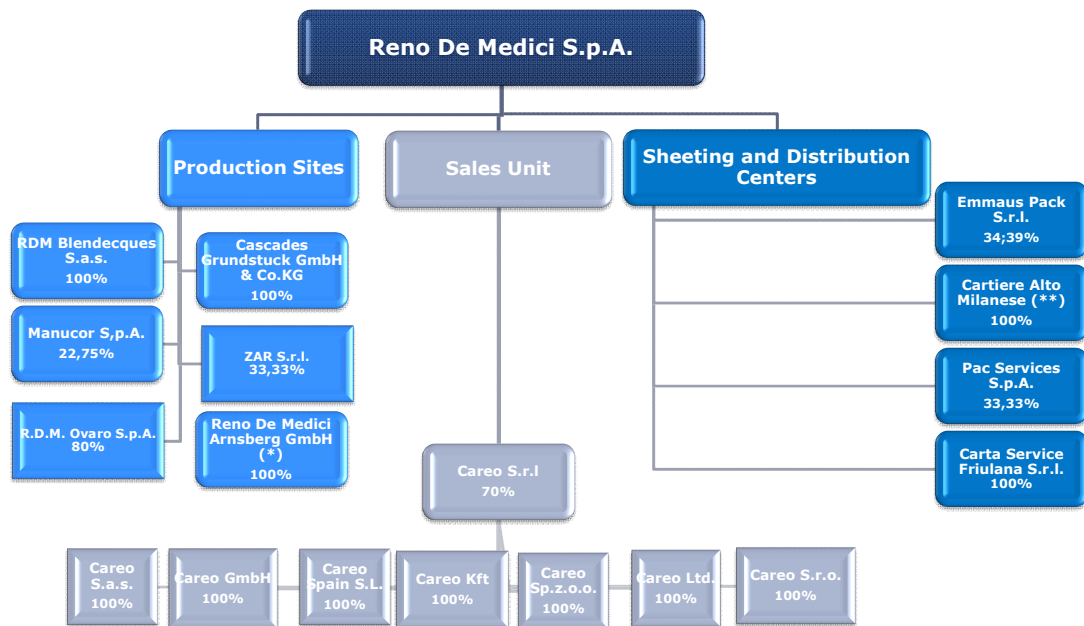 Reno De Medici S.p.A.
Production Sites
Sales Unit
Sheeting and Distribution
Centers
RDM Blendecques
S.a.s.
100%
Cascades
Grundstuck GmbH
& Co.KG
100%
Manucor S,p.A.
22,75%
ZAR S.r.l.
33,33%
R.D.M. Ovaro S.p.A.
80%
Reno De Medici
Arnsberg GmbH
(*)
100%
Emmaus Pack
S.r.l.
34;39%
Cartiere Alto
Milanese (**)
100%
Pac Services
S.p.A.
33,33%
Carta Service
Friulana S.r.l.
100%
Careo S.r.l
70%
Careo
S.a.s.
100%
Careo GmbH
100%
Careo
Spain S.L.
100%
Careo Kft
100%
Careo
Sp.z.o.o.
100%
Careo Ltd.
100%
Careo S.r.o.
100%